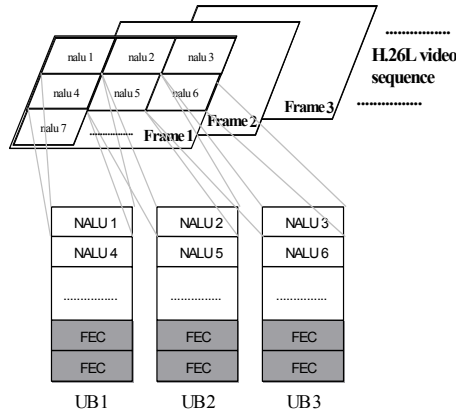 nalu 1 nalu 2 nalu 3
................
H.26L video
sequence
................
nalu 4 nalu 5 nalu 6
nalu 7 ............ Frame 1 Frame 2 Frame 3
NALU 1 NALU 2 NALU 3
NALU 4 NALU 5 NALU 6
................ ................ ................
FEC FEC FEC
FEC FEC FEC
UB1 UB2 UB3